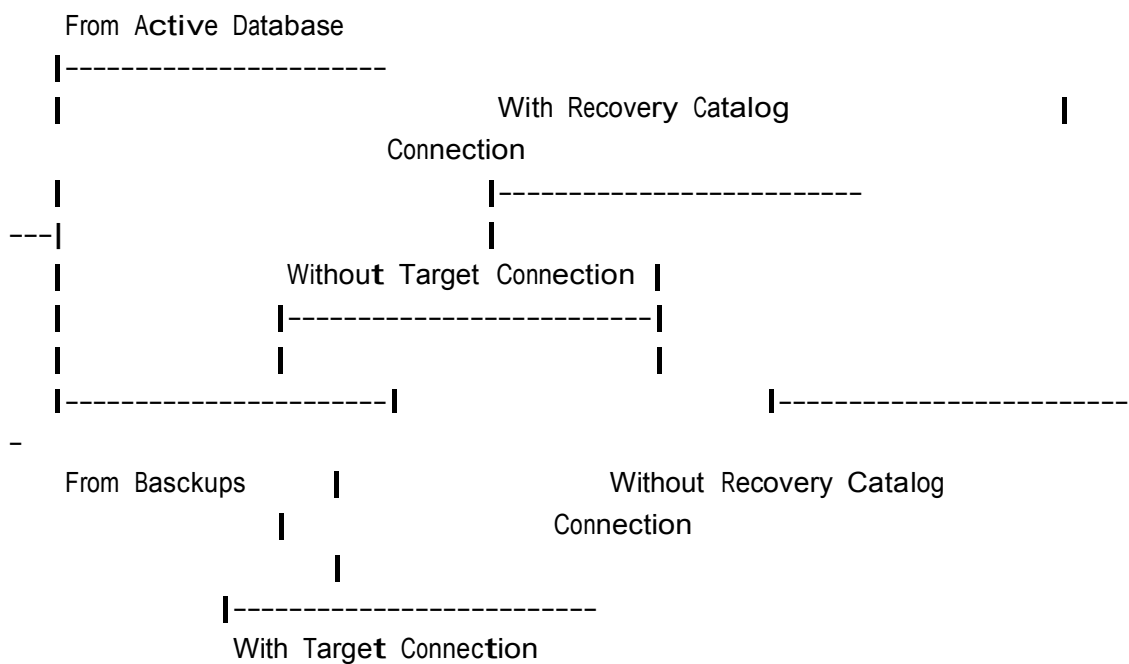 From Active Database
|-----------------------
| With Recovery Catalog |
Connection
| |--------------------------
---| |
| Without Target Connection |
| |--------------------------|
| | |
|-----------------------| |-------------------------
-
From Basckups | Without Recovery Catalog
| Connection
|
|--------------------------
With Target Connection